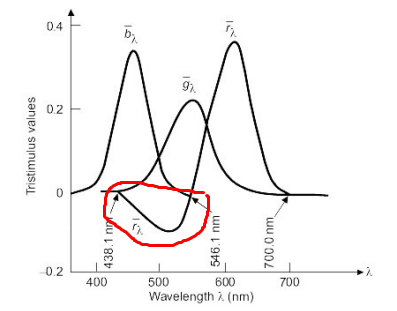 0.4
b̄λ
r̄λ
ḡλ
0.2
Tristimulus values
0
r̄λ
438.1 nm
546.1 nm
700.0 nm
–0.2
400
500
600
700
λ
Wavelength λ (nm)